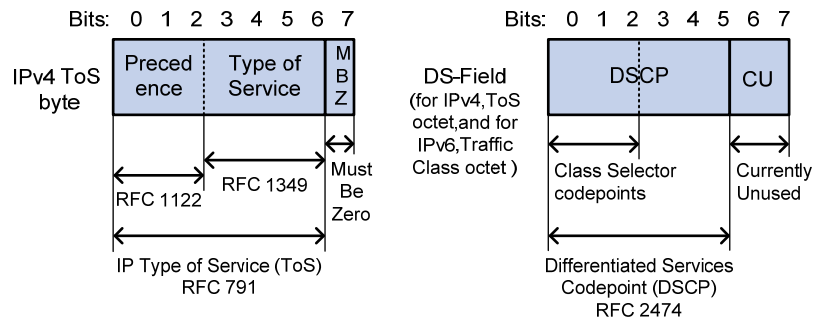 Bits: 0 1 2 3 4 5 6 7
IPv4 ToS
byte
Preced
ence
Type of
Service
M
B
Z
RFC 1122
RFC 1349
Must
Be
Zero
IP Type of Service (ToS)
RFC 791
Bits: 0 1 2 3 4 5 6 7
DS-Field
(for IPv4,ToS
octet,and for
IPv6,Traffic
Class octet )
DSCP
CU
Class Selector
codepoints
Currently
Unused
Differentiated Services
Codepoint (DSCP)
RFC 2474